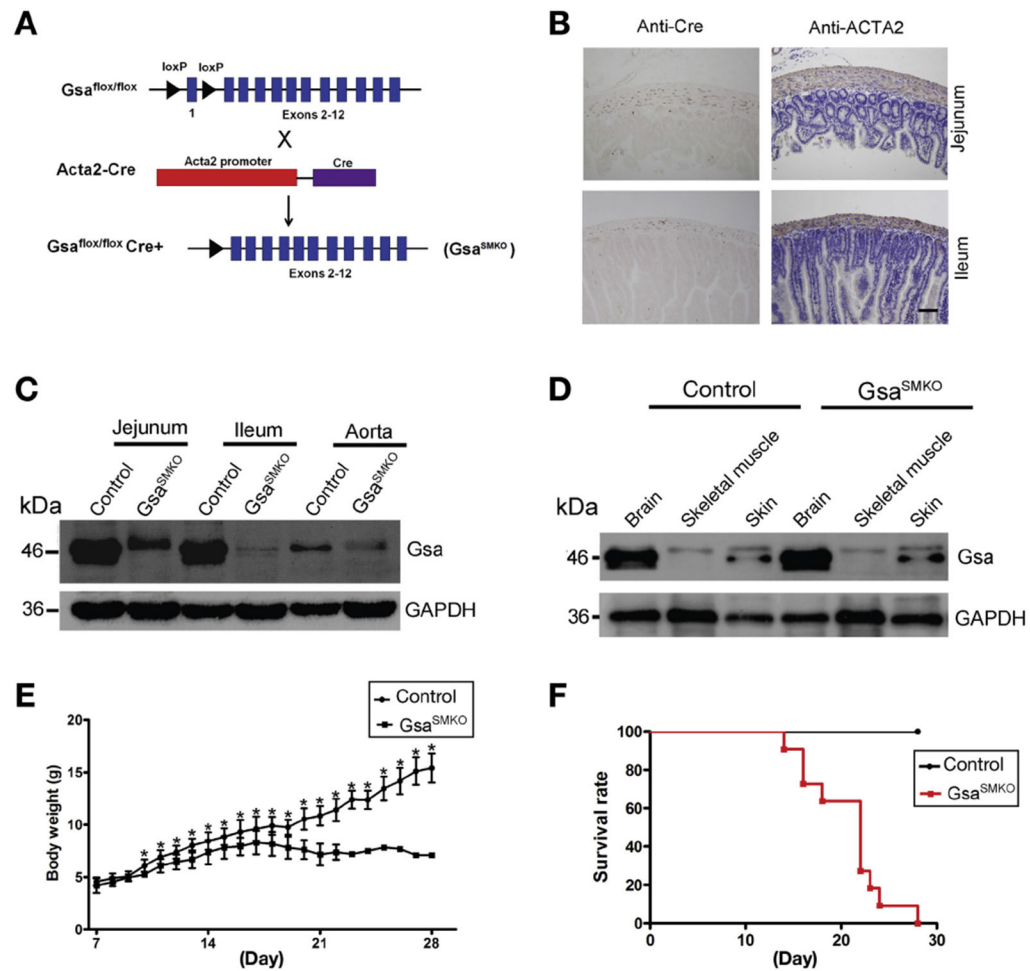 A
loxP loxP
Gsaflox/flox
1
Exons 2-12
X
Acta2 promoter
Cre
Acta2-Cre
Gsaflox/flox Cre+
(GsaSMKO)
Exons 2-12
B
Anti-Cre
Anti-ACTA2
Jejunum
Ileum
C
Jejunum
Ileum
Aorta
Control
GsaSMKO
Control
GsaSMKO
Control
GsaSMKO
kDa
46
Gsa
36
GAPDH
D
Control
GsaSMKO
Brain
Skeletal muscle
Skin
Brain
Skeletal muscle
Skin
kDa
46
Gsa
36
GAPDH
E
Control
GsaSMKO
Body weight (g)
20
15
10
5
0
* * * * * * * * * * * * * * * * * * *
7 14 21 28
(Day)
F
Survival rate
100
80
60
40
20
0
Control
GsaSMKO
0 10 20 30
(Day)